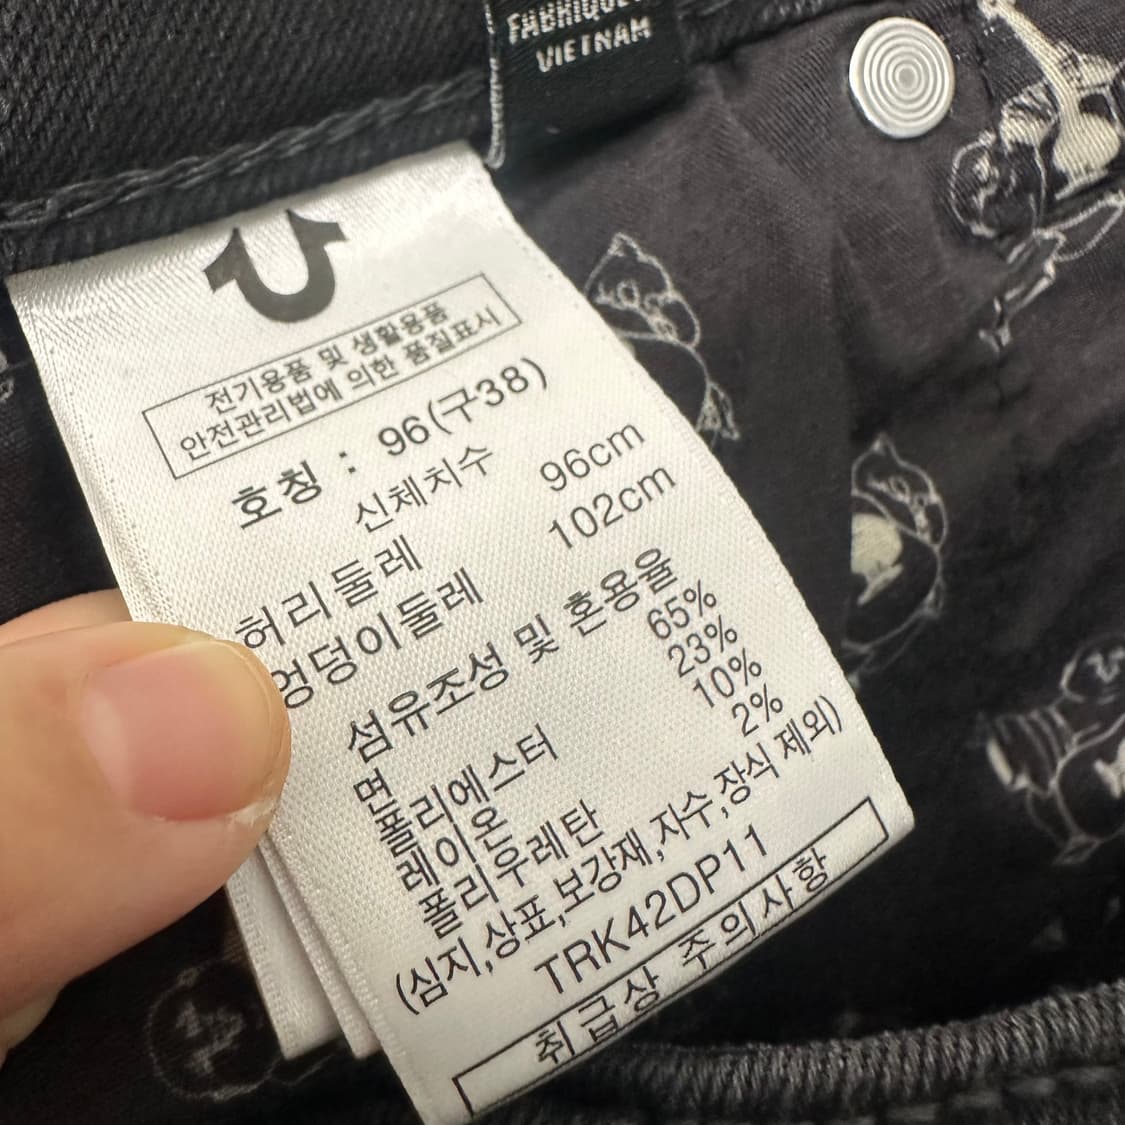 FABRIQUÉ
VIETNAM
전기용품 및 생활용품
안전관리법에 의한 품질표시
호칭 : 96(구38)
신체치수
허리둘레 96cm
엉덩이둘레 102cm
섬유조성 및 혼용율
면 65%
폴리에스터 23%
레이온 10%
폴리우레탄 2%
(심지,상표,보강재,자수,장식 제외)
TRK42DP11
취급상 주의사항